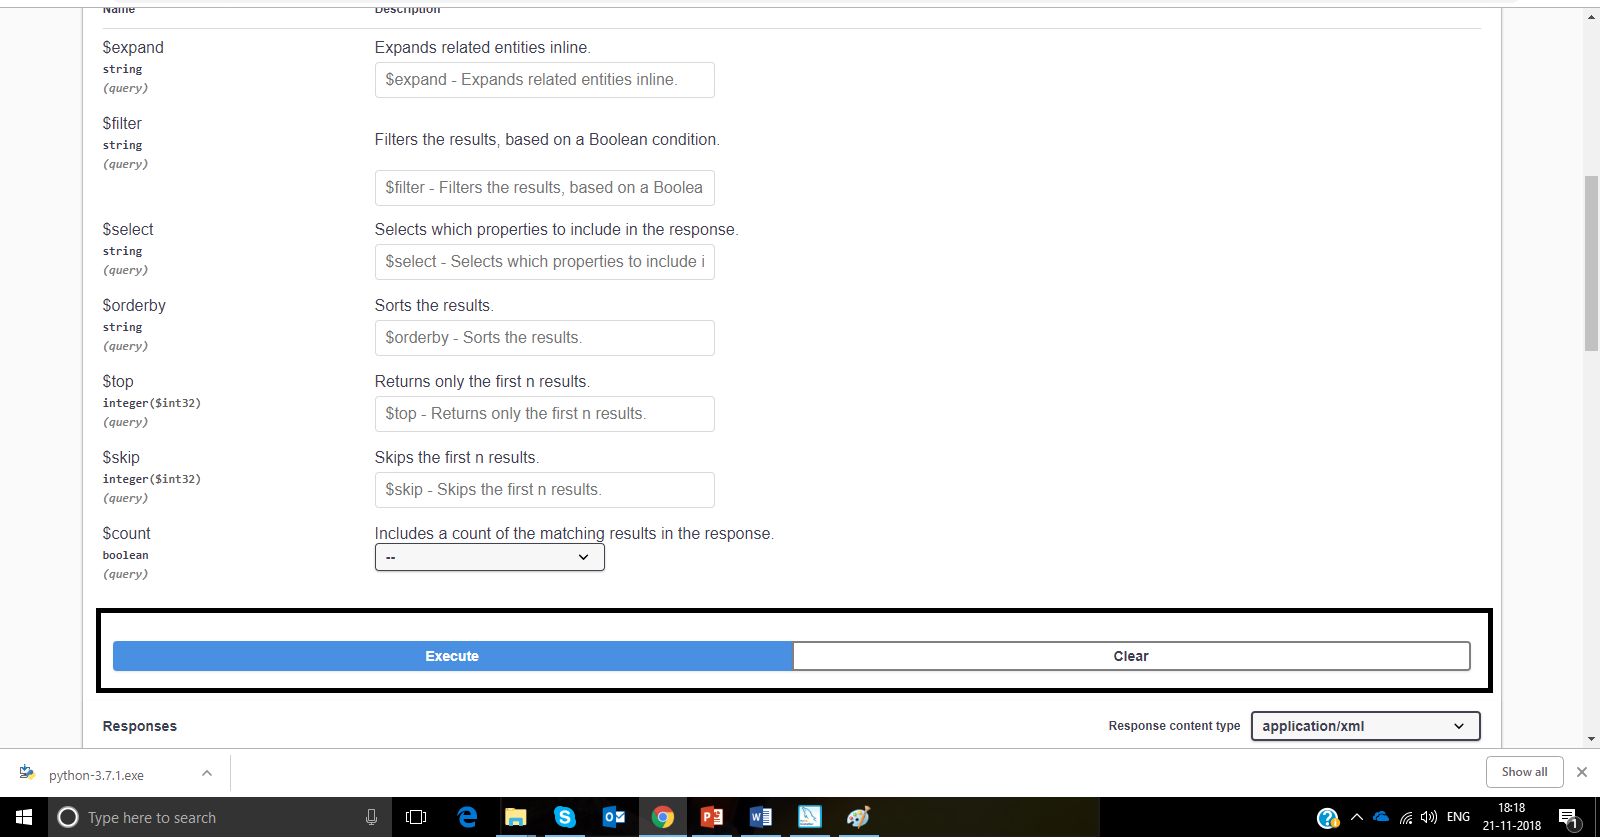 Name Description
$expand Expands related entities inline.
string
$expand - Expands related entities inline.
(query)
$filter
string Filters the results, based on a Boolean condition.
(query)
$filter - Filters the results, based on a Boolea
$select Selects which properties to include in the response.
string
$select - Selects which properties to include i
(query)
$orderby Sorts the results.
string
$orderby - Sorts the results.
(query)
$top Returns only the first n results.
integer($int32)
$top - Returns only the first n results.
(query)
$skip Skips the first n results.
integer($int32)
$skip - Skips the first n results.
(query)
$count Includes a count of the matching results in the response.
boolean --
(query)
Execute Clear
Responses Response content type application/xml
python-3.7.1.exe Show all
Type here to search ENG 18:18
21-11-2018 1